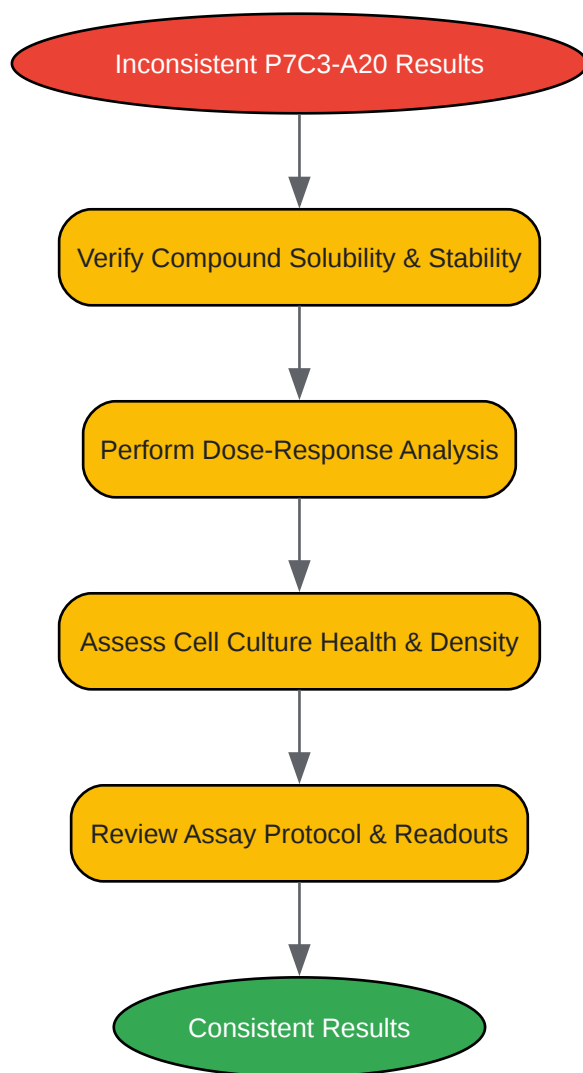 Inconsistent P7C3-A20 Results
Verify Compound Solubility & Stability
Perform Dose-Response Analysis
Assess Cell Culture Health & Density
Review Assay Protocol & Readouts
Consistent Results